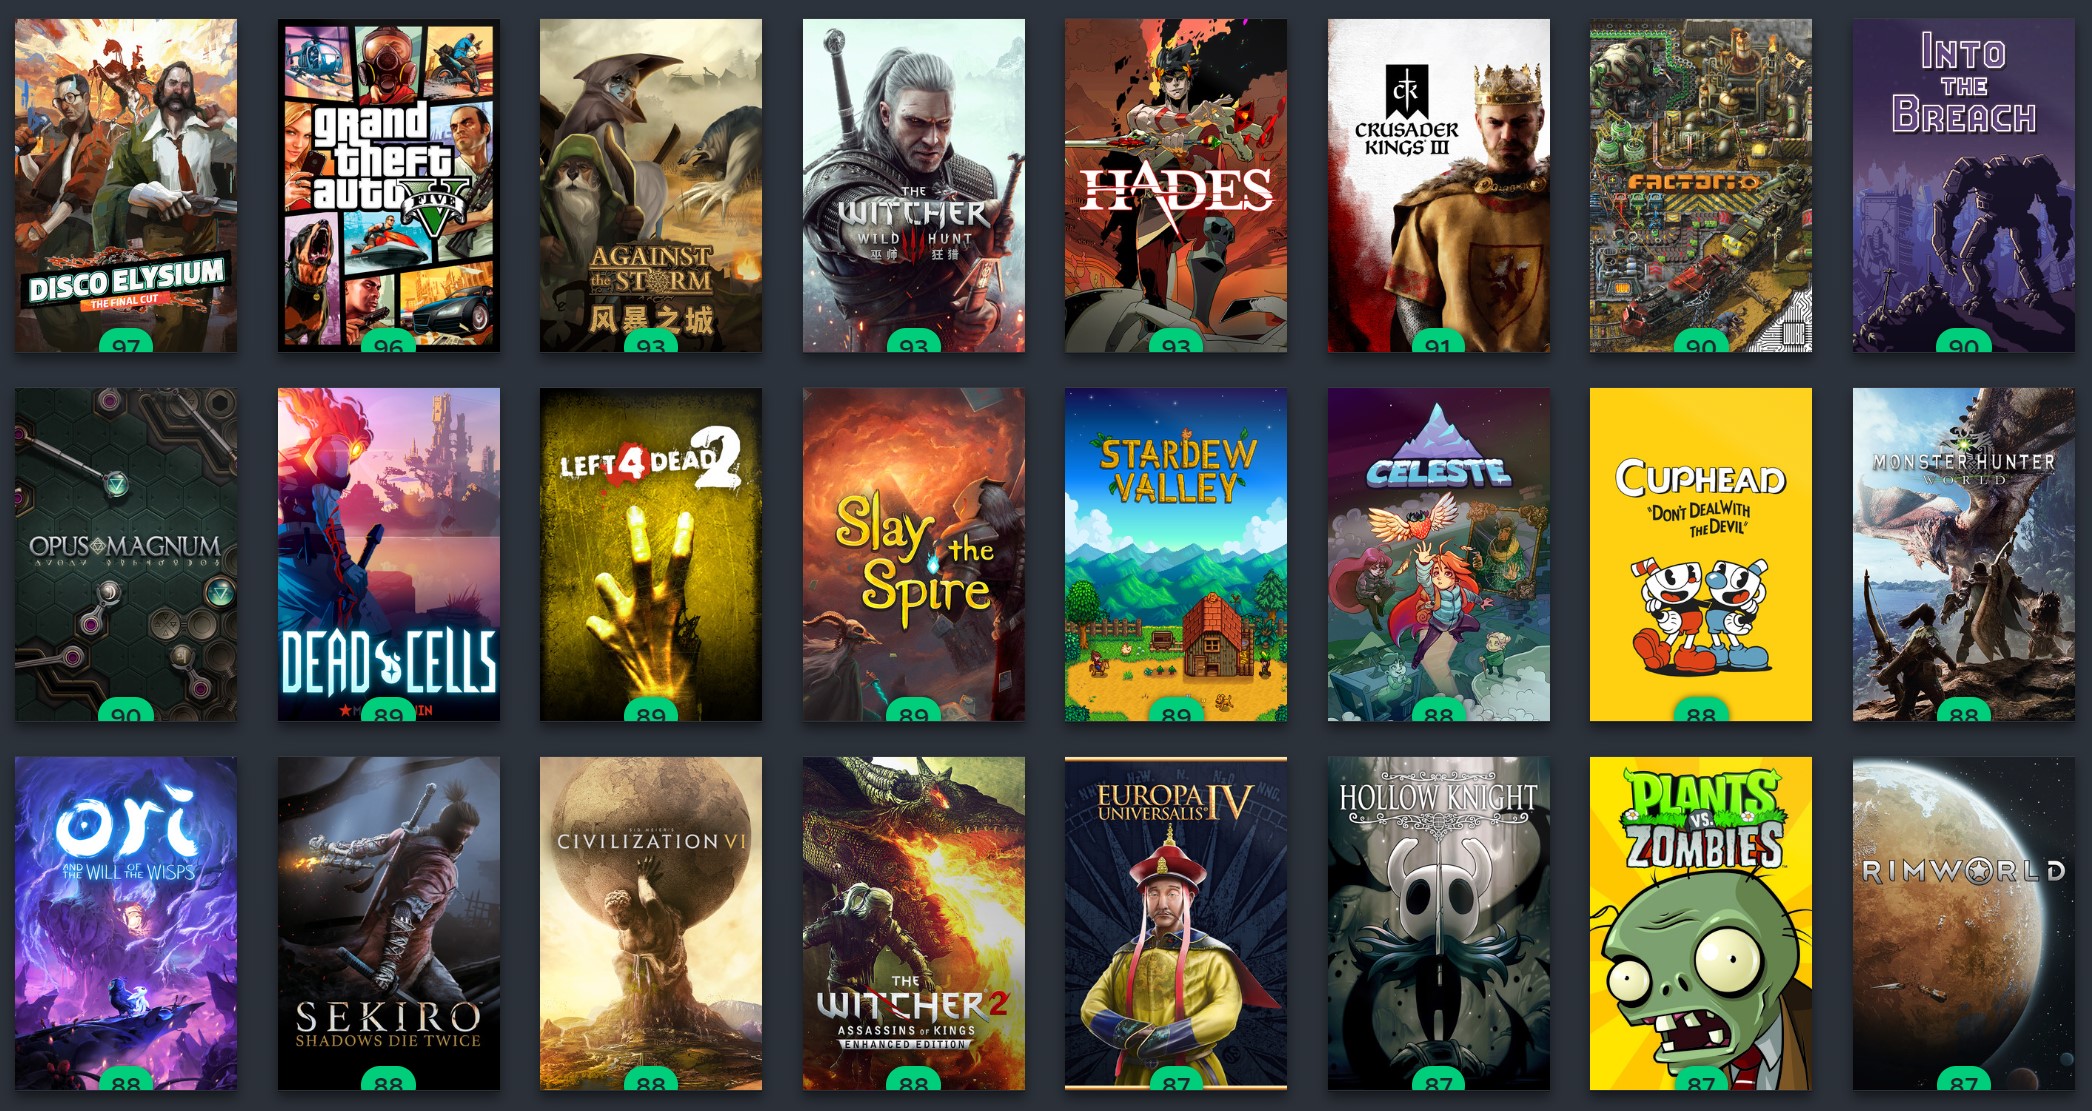 DISCO ELYSIUM
THE FINAL CUT
97
grand
theft
auto
FIVE
96
AGAINST
the STORM
风暴之城
93
THE
WITCHER
WILD HUNT
巫师 狂猎
93
HADES
93
ck
CRUSADER
KINGS III
91
FACTORIO
90
INTO
THE
BREACH
90
OPUS MAGNUM
90
DEAD CELLS
89
LEFT 4 DEAD 2
89
Slay
the
Spire
89
STARDEW
VALLEY
89
CELESTE
88
CUPHEAD
"DON'T DEAL WITH
THE DEVIL"
88
MONSTER HUNTER
WORLD
88
ori
AND THE WILL OF THE WISPS
88
SEKIRO
SHADOWS DIE TWICE
88
SID MEIER'S
CIVILIZATION VI
88
THE
WITCHER 2
ASSASSINS OF KINGS
ENHANCED EDITION
88
EUROPA
UNIVERSALIS IV
87
HOLLOW KNIGHT
87
PLANTS
VS.
ZOMBIES
87
RIMWORLD
87